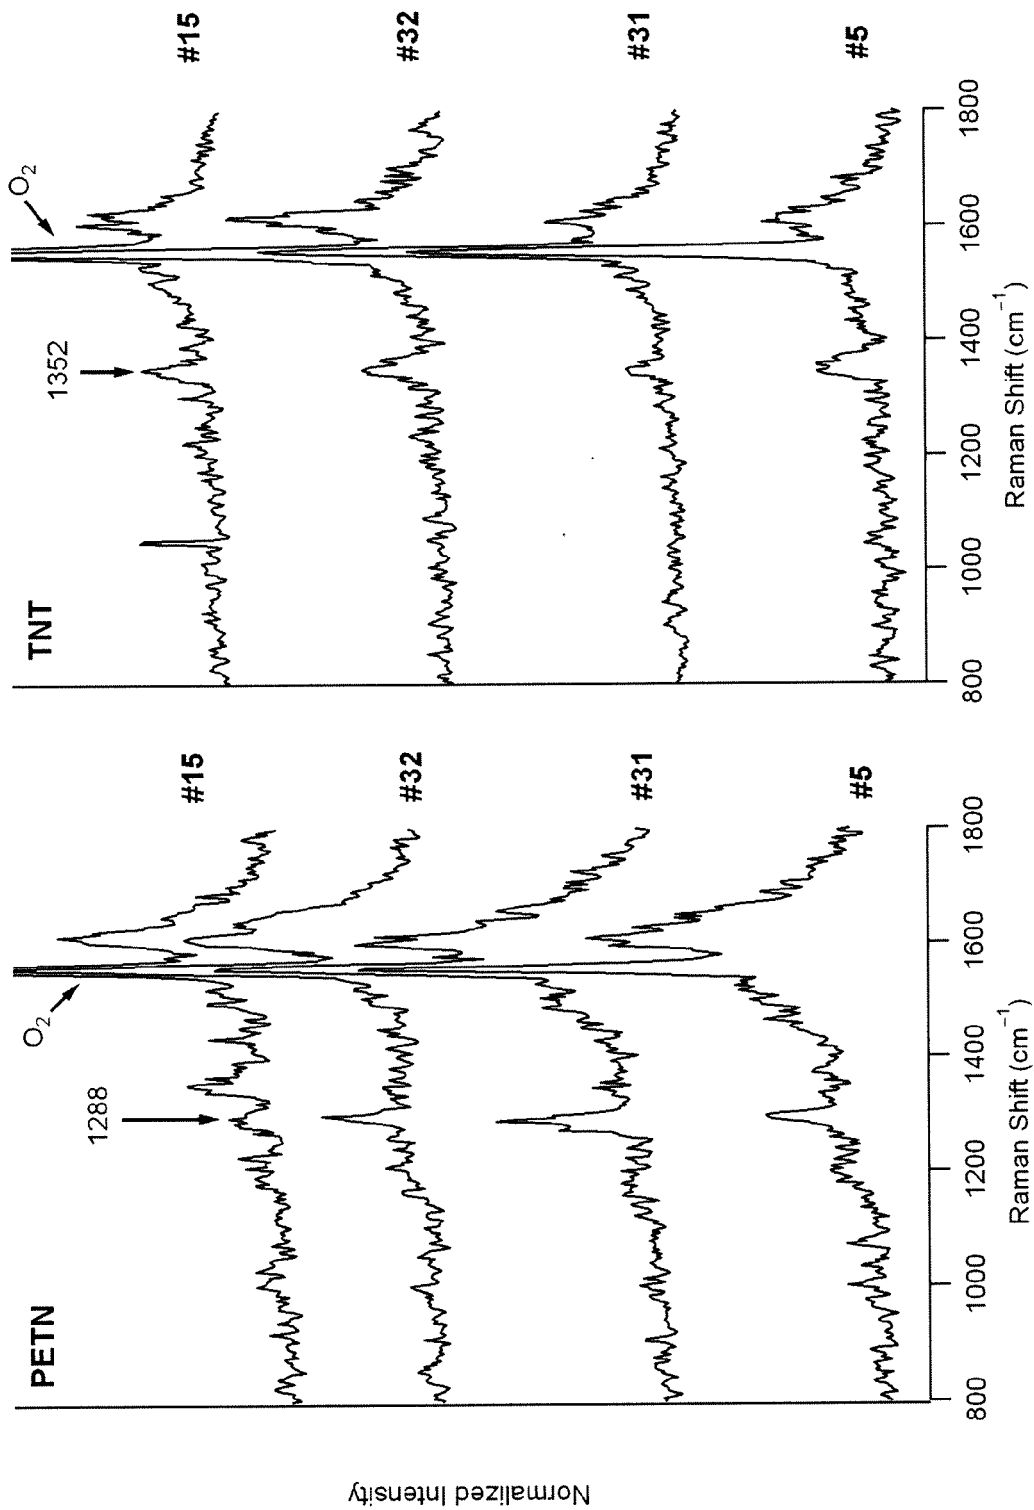 Normalized Intensity
PETN
O2
1288
#15
#32
#31
#5
800 1000 1200 1400 1600 1800
Raman Shift (cm−1)
TNT
O2
1352
#15
#32
#31
#5
800 1000 1200 1400 1600 1800
Raman Shift (cm−1)